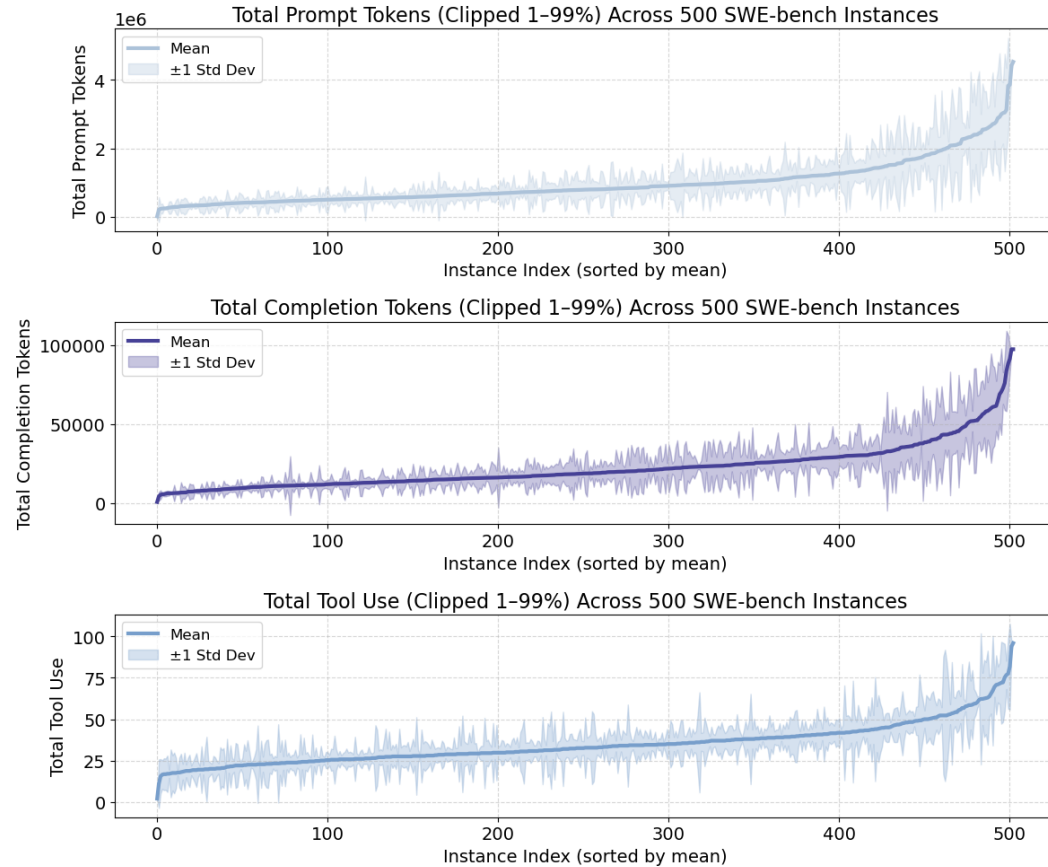 Total Prompt Tokens (Clipped 1–99%) Across 500 SWE-bench Instances
1e6
Mean
±1 Std Dev
4
2
0
Total Prompt Tokens
0 100 200 300 400 500
Instance Index (sorted by mean)
Total Completion Tokens (Clipped 1–99%) Across 500 SWE-bench Instances
Mean
±1 Std Dev
100000
50000
0
Total Completion Tokens
0 100 200 300 400 500
Instance Index (sorted by mean)
Total Tool Use (Clipped 1–99%) Across 500 SWE-bench Instances
Mean
±1 Std Dev
100
75
50
25
0
Total Tool Use
0 100 200 300 400 500
Instance Index (sorted by mean)